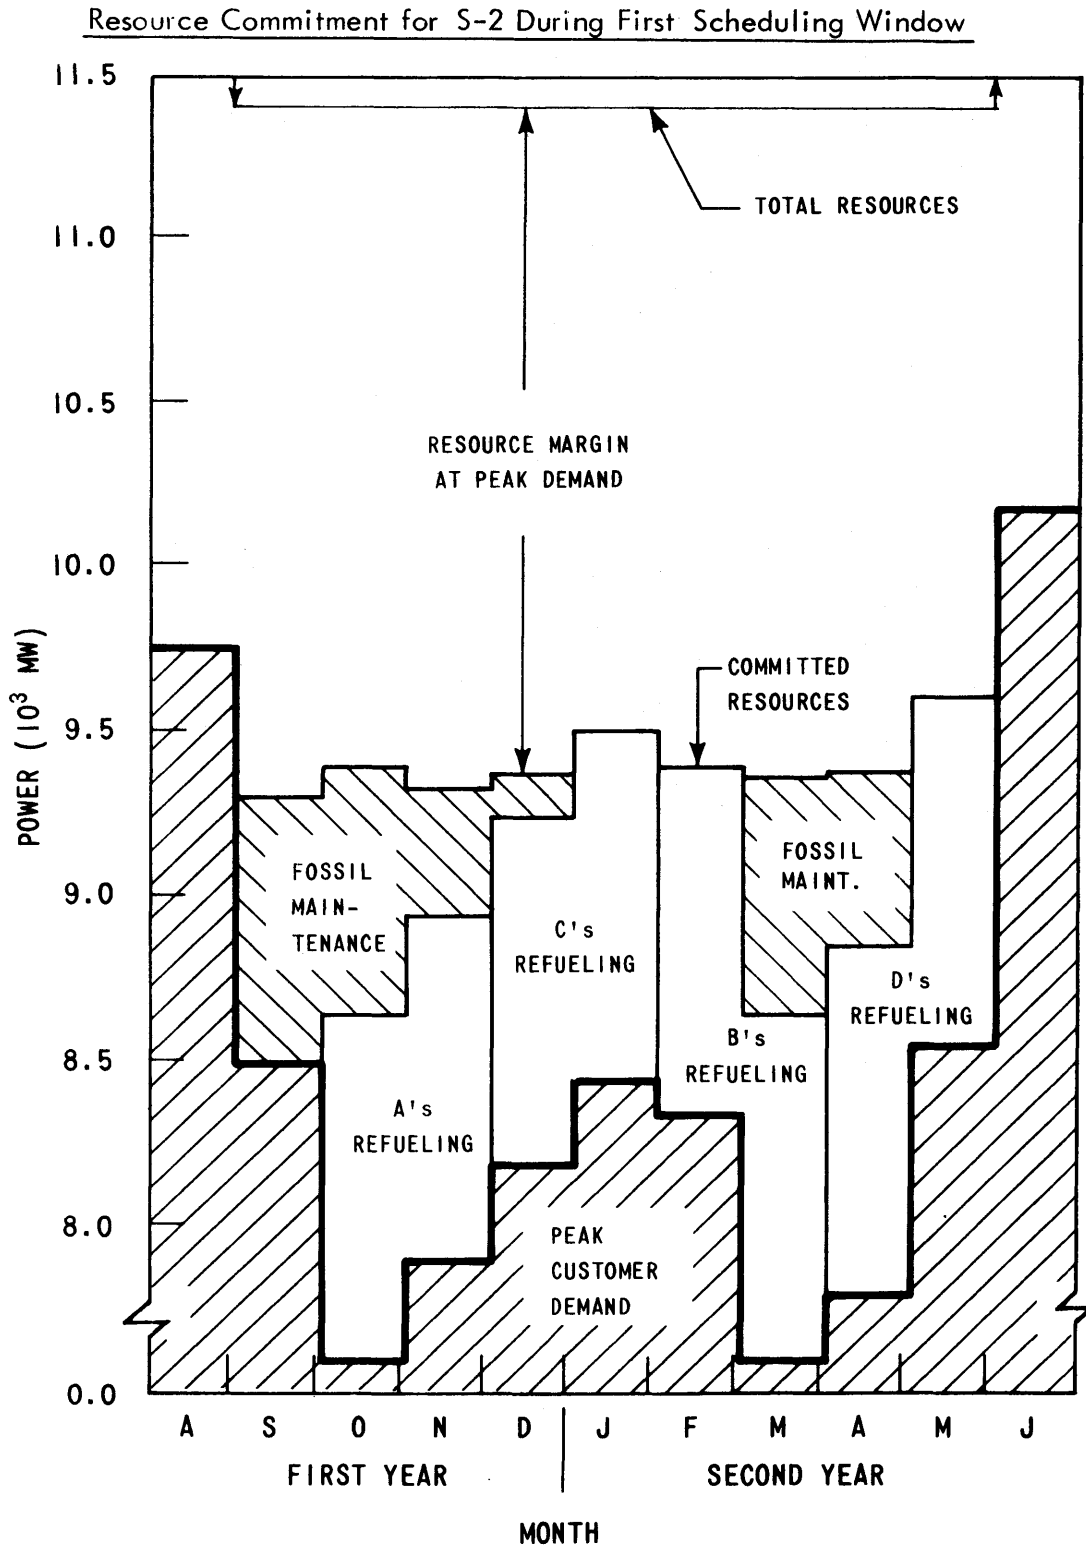 Resource Commitment for S-2 During First Scheduling Window
11.5
TOTAL RESOURCES
11.0
10.5
RESOURCE MARGIN
AT PEAK DEMAND
10.0
POWER (10³ MW)
COMMITTED
RESOURCES
9.5
FOSSIL
MAIN-
TENANCE
FOSSIL
MAINT.
9.0
C's
REFUELING
D's
REFUELING
B's
REFUELING
8.5
A's
REFUELING
8.0
PEAK
CUSTOMER
DEMAND
0.0
A S O N D J F M A M J
FIRST YEAR SECOND YEAR
MONTH